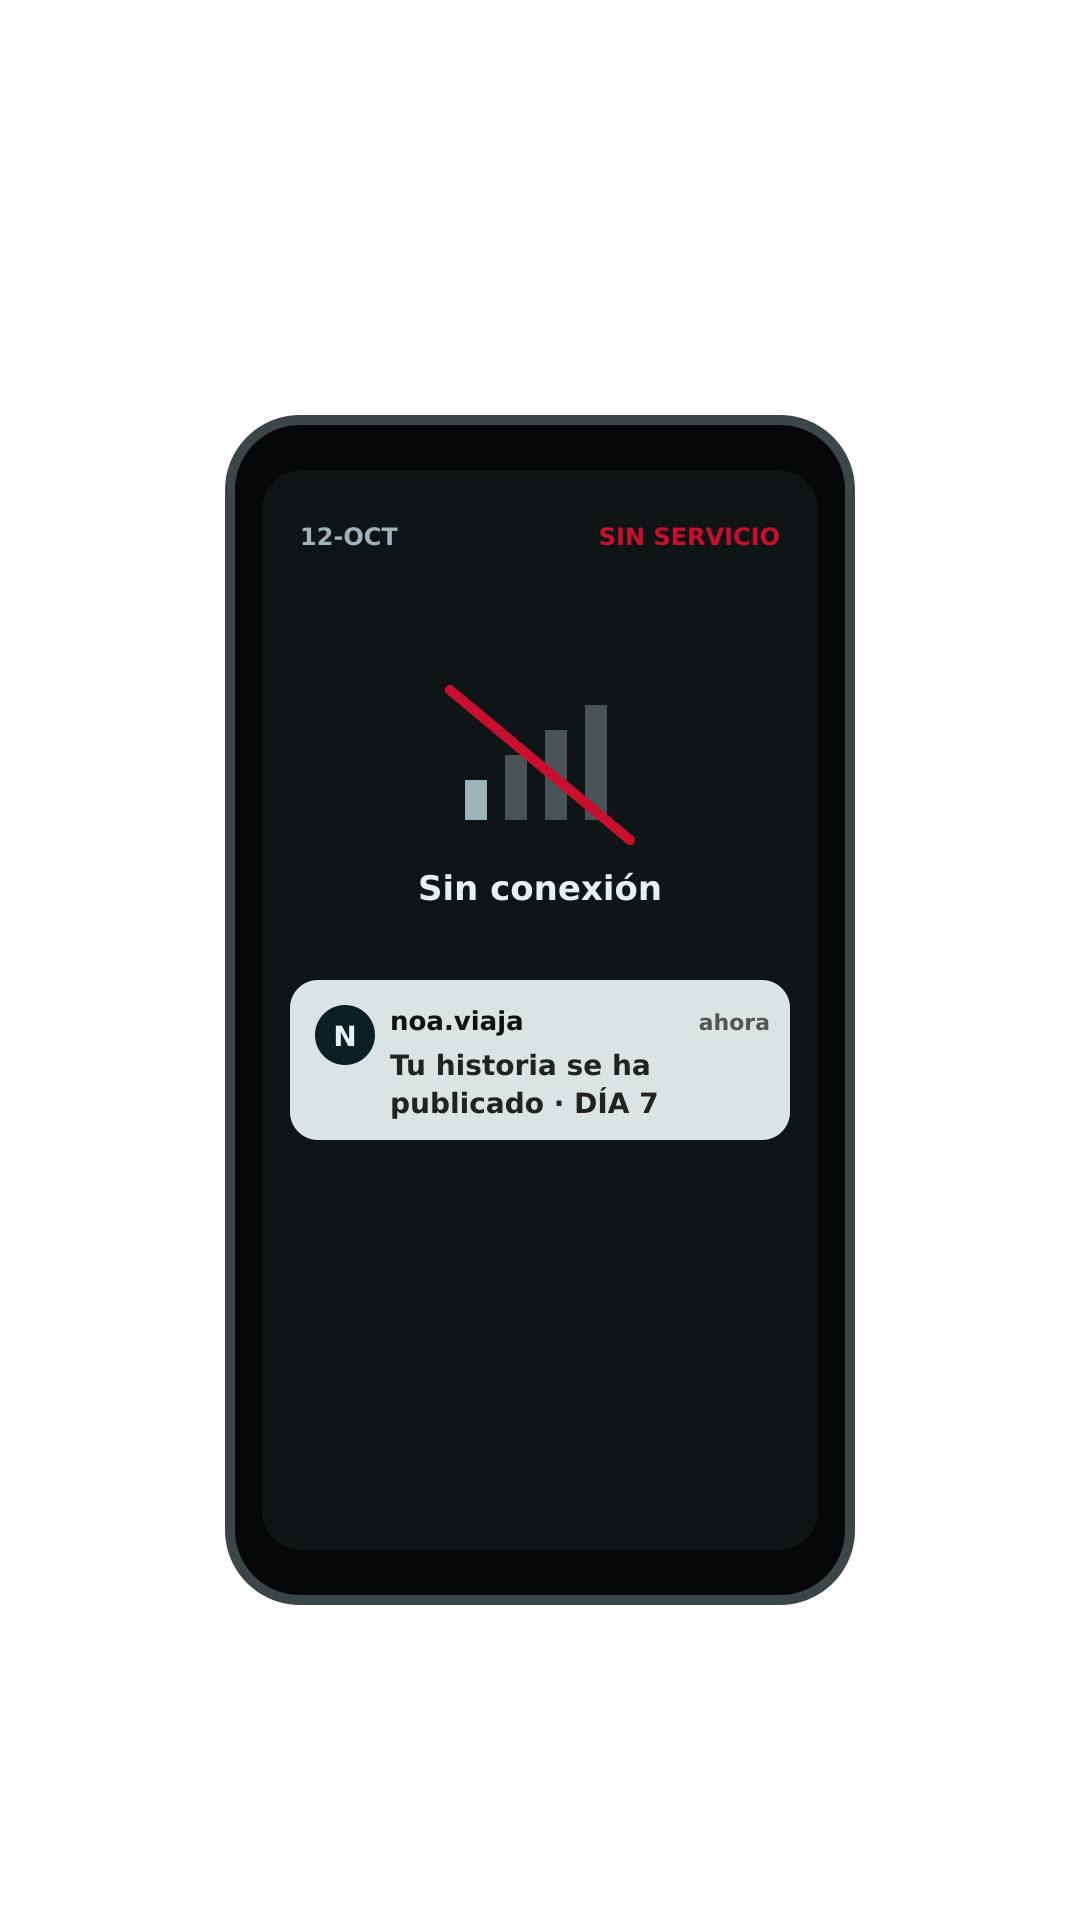 12-OCT SIN SERVICIO
Sin conexión
N
noa.viaja ahora
Tu historia se ha
publicado · DÍA 7